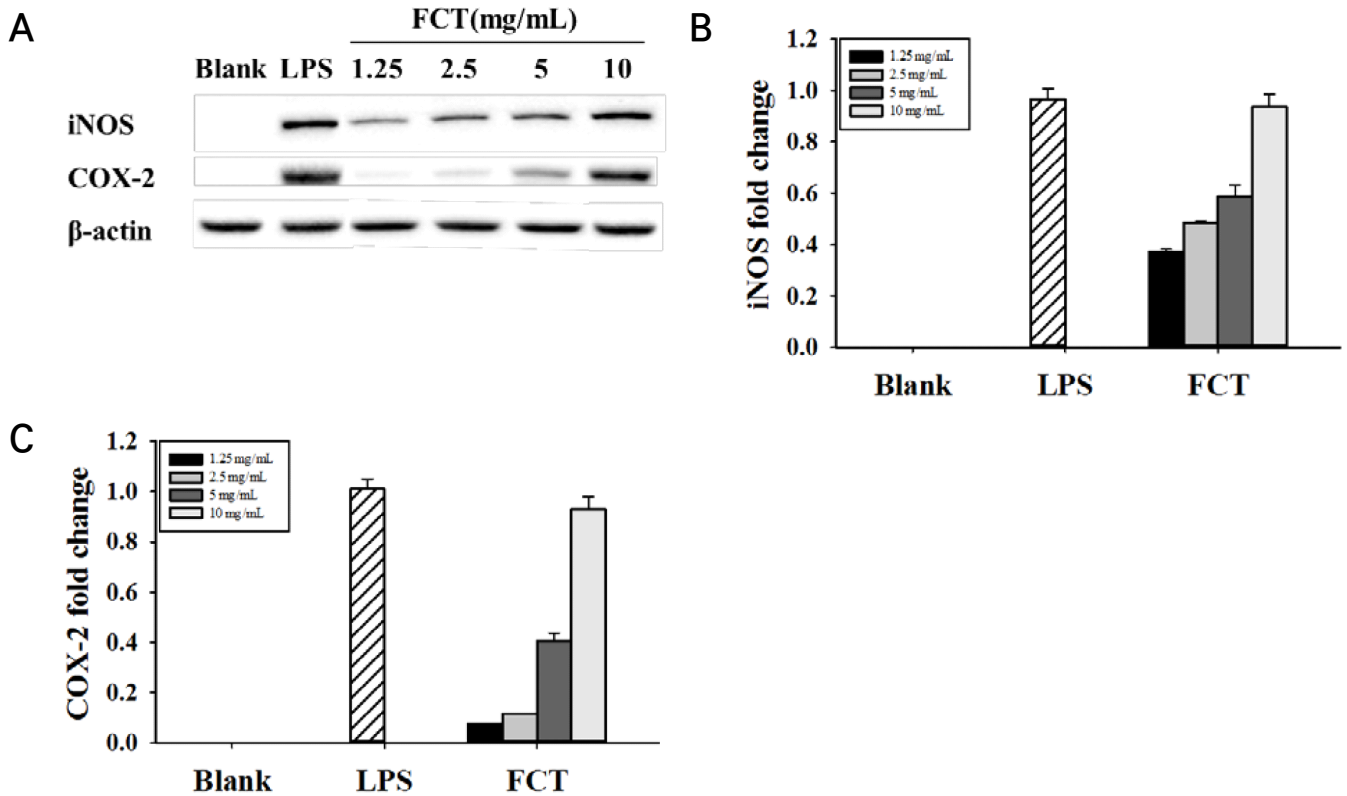 A
FCT(mg/mL)
Blank LPS 1.25 2.5 5 10
iNOS
COX-2
β-actin
B
iNOS fold change
1.2
1.0
0.8
0.6
0.4
0.2
0.0
1.25 mg/mL
2.5 mg/mL
5 mg/mL
10 mg/mL
Blank LPS FCT
C
COX-2 fold change
1.2
1.0
0.8
0.6
0.4
0.2
0.0
1.25 mg/mL
2.5 mg/mL
5 mg/mL
10 mg/mL
Blank LPS FCT